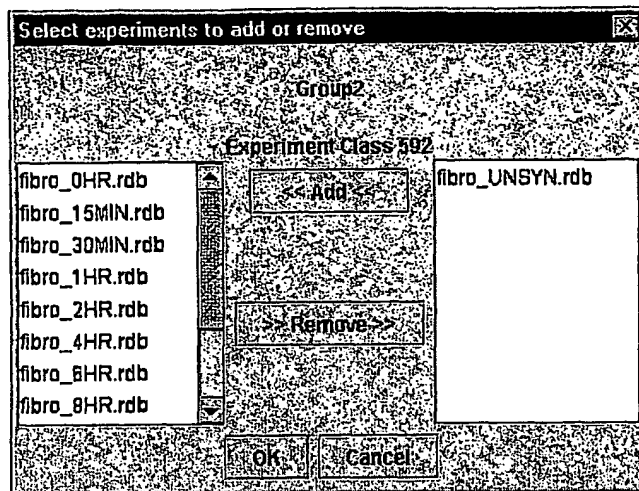 Select experiments to add or remove
Group2
Experiment Class 592
fibro_0HR.rdb
fibro_15MIN.rdb
fibro_30MIN.rdb
fibro_1HR.rdb
fibro_2HR.rdb
fibro_4HR.rdb
fibro_6HR.rdb
fibro_8HR.rdb
<< Add <<
>> Remove >>
fibro_UNSYN.rdb
OK
Cancel